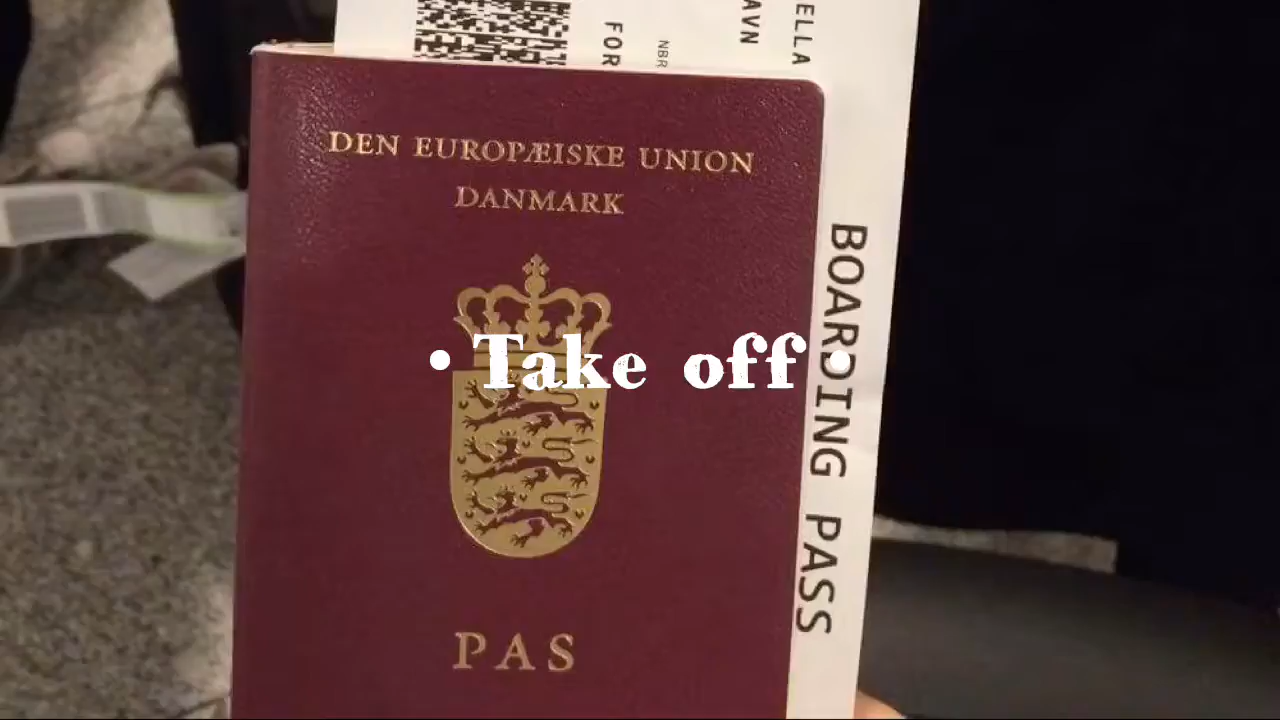 DEN EUROPÆISKE UNION
DANMARK
• Take off •
PAS
BOARDING PASS
ELLA
AVN
NBR
FOR